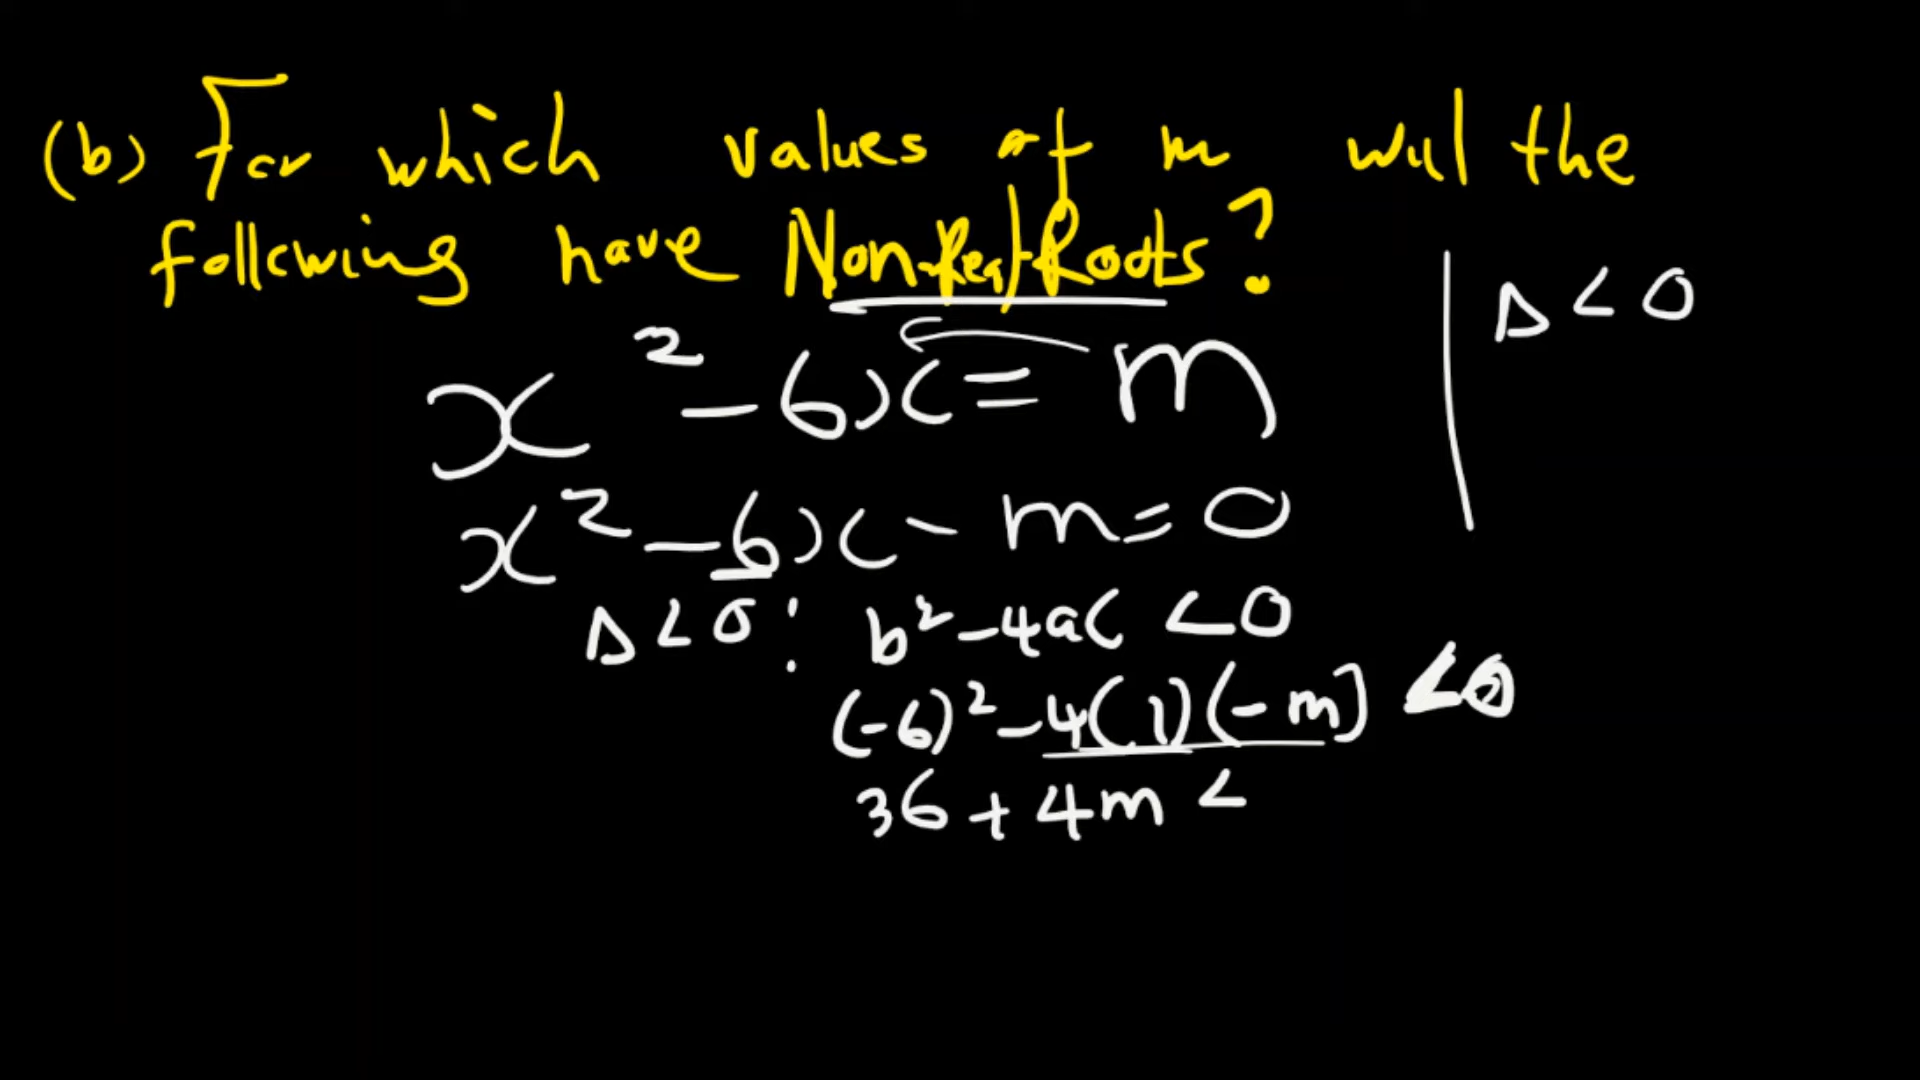 (b) For which values of m will the
following have Non-Real Roots?
Δ < 0
x² - 6x = m
x² - 6x - m = 0
Δ < 0 : b² - 4ac < 0
(-6)² - 4(1)(-m) < 0
36 + 4m <